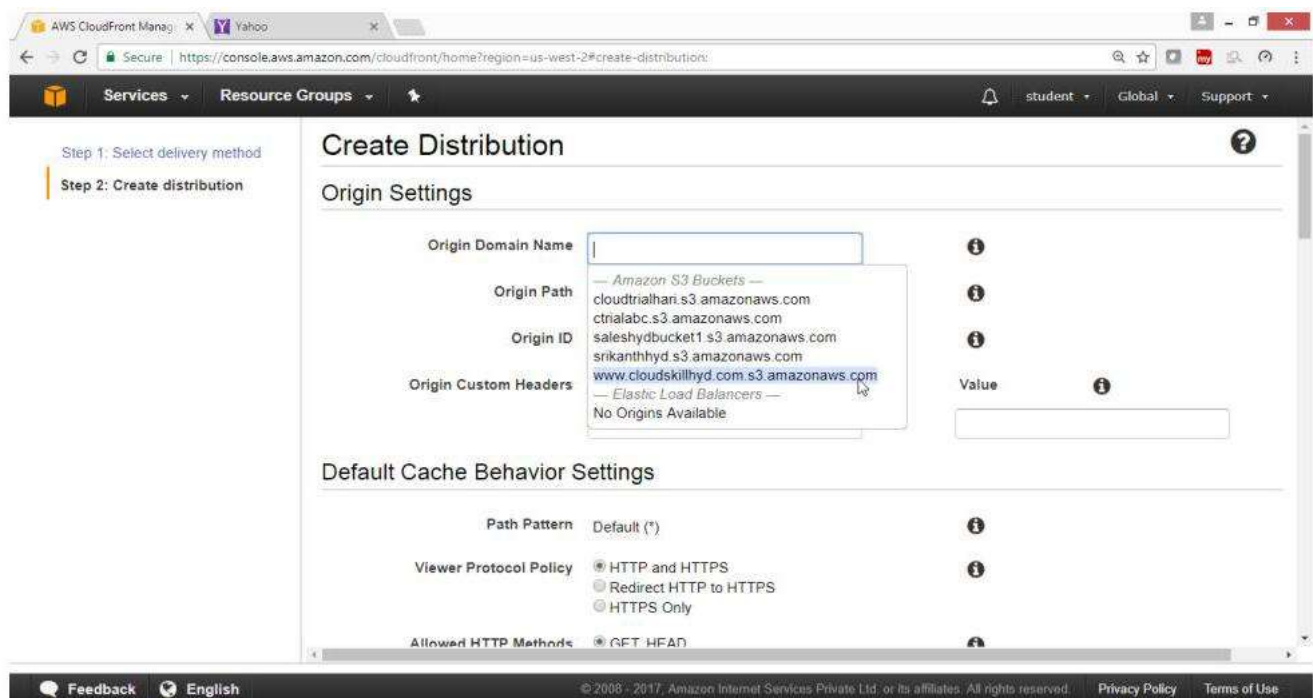 AWS CloudFront Manag
Yahoo
Secure | https://console.aws.amazon.com/cloudfront/home?region=us-west-2#create-distribution:
my
Services Resource Groups student Global Support
Step 1: Select delivery method
Step 2: Create distribution
Create Distribution
Origin Settings
Origin Domain Name
— Amazon S3 Buckets —
cloudtrialhari.s3.amazonaws.com
ctrialabc.s3.amazonaws.com
saleshydbucket1.s3.amazonaws.com
srikanthhyd.s3.amazonaws.com
www.cloudskillhyd.com.s3.amazonaws.com
— Elastic Load Balancers —
No Origins Available
Origin Path
Origin ID
Origin Custom Headers
Value
Default Cache Behavior Settings
Path Pattern Default (*)
Viewer Protocol Policy HTTP and HTTPS
Redirect HTTP to HTTPS
HTTPS Only
Allowed HTTP Methods GET, HEAD
Feedback English © 2008 - 2017, Amazon Internet Services Private Ltd. or its affiliates. All rights reserved. Privacy Policy Terms of Use